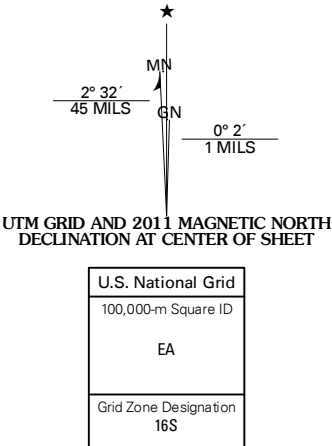 ★
MN
2° 32´
45 MILS
GN
0° 2´
1 MILS
UTM GRID AND 2011 MAGNETIC NORTH
DECLINATION AT CENTER OF SHEET
U.S. National Grid
100,000-m Square ID
EA
Grid Zone Designation
16S